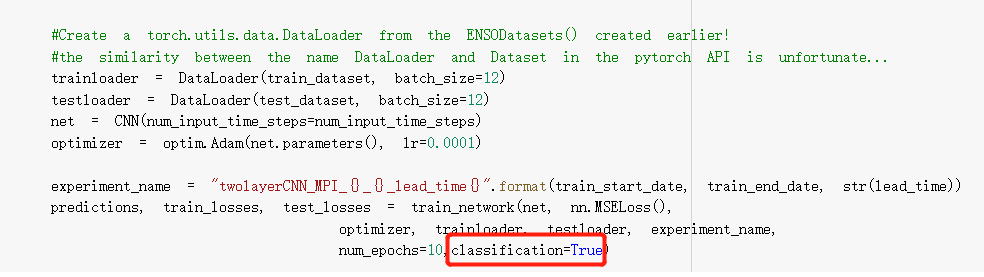 #Create a torch.utils.data.DataLoader from the ENSODatasets() created earlier!
#the similarity between the name DataLoader and Dataset in the pytorch API is unfortunate...
trainloader = DataLoader(train_dataset, batch_size=12)
testloader = DataLoader(test_dataset, batch_size=12)
net = CNN(num_input_time_steps=num_input_time_steps)
optimizer = optim.Adam(net.parameters(), lr=0.0001)
experiment_name = "twolayerCNN_MPI_{}_{}_lead_time{}".format(train_start_date, train_end_date, str(lead_time))
predictions, train_losses, test_losses = train_network(net, nn.MSELoss(),
optimizer, trainloader, testloader, experiment_name,
num_epochs=10,classification=True)